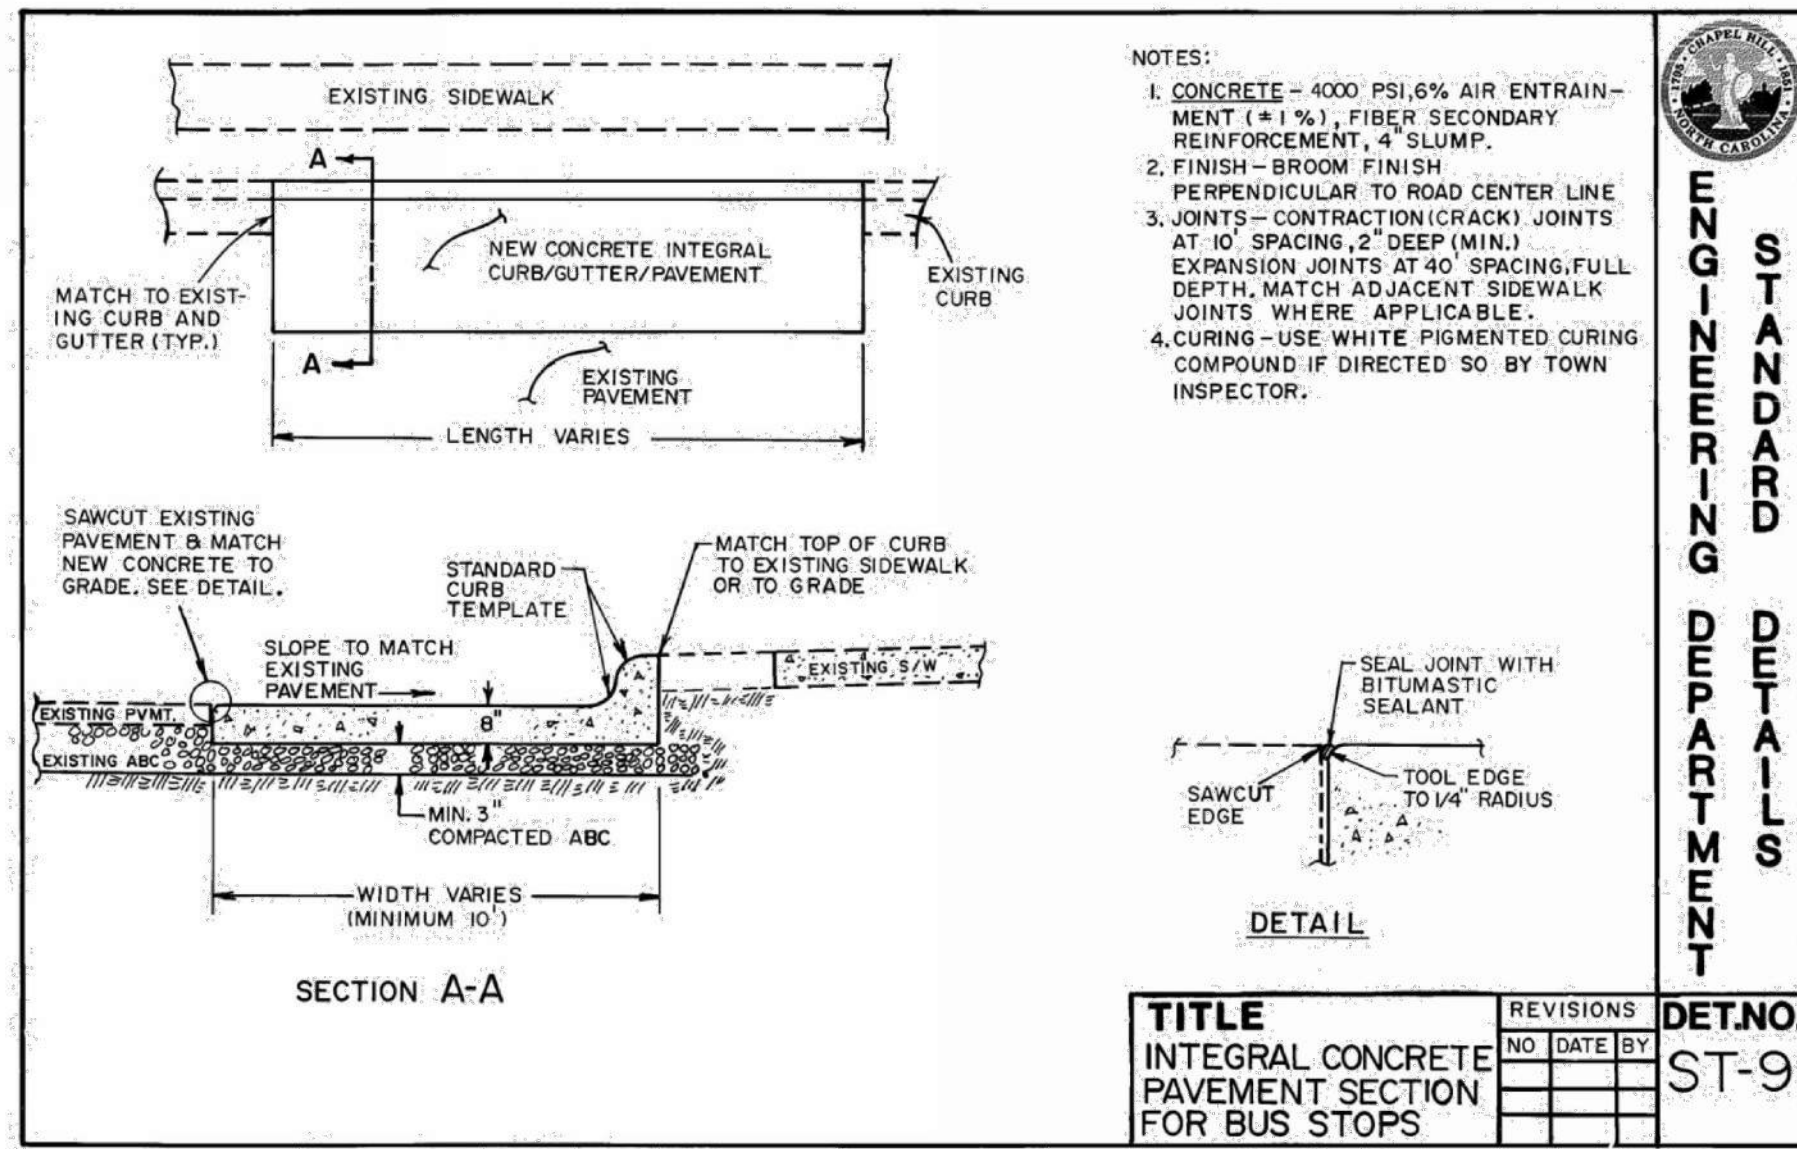 EXISTING SIDEWALK
A
NEW CONCRETE INTEGRAL
CURB/GUTTER/PAVEMENT
EXISTING
CURB
MATCH TO EXIST-
ING CURB AND
GUTTER (TYP.)
A
EXISTING
PAVEMENT
LENGTH VARIES
SAWCUT EXISTING
PAVEMENT & MATCH
NEW CONCRETE TO
GRADE. SEE DETAIL.
STANDARD
CURB
TEMPLATE
MATCH TOP OF CURB
TO EXISTING SIDEWALK
OR TO GRADE
SLOPE TO MATCH
EXISTING
PAVEMENT
EXISTING S/W
EXISTING PVMT.
8"
EXISTING ABC
MIN. 3"
COMPACTED ABC
WIDTH VARIES
(MINIMUM 10')
SECTION A-A
NOTES:
1. CONCRETE - 4000 PSI, 6% AIR ENTRAIN-
MENT (±1%), FIBER SECONDARY
REINFORCEMENT, 4" SLUMP.
2. FINISH - BROOM FINISH
PERPENDICULAR TO ROAD CENTER LINE
3. JOINTS - CONTRACTION (CRACK) JOINTS
AT 10' SPACING, 2" DEEP (MIN.)
EXPANSION JOINTS AT 40' SPACING, FULL
DEPTH. MATCH ADJACENT SIDEWALK
JOINTS WHERE APPLICABLE.
4. CURING - USE WHITE PIGMENTED CURING
COMPOUND IF DIRECTED SO BY TOWN
INSPECTOR.
SEAL JOINT WITH
BITUMASTIC
SEALANT
SAWCUT
EDGE
TOOL EDGE
TO 1/4" RADIUS
DETAIL
CHAPEL HILL
1795
1851
NORTH CAROLINA
ENGINEERING DEPARTMENT
STANDARD DETAILS
TITLE
INTEGRAL CONCRETE
PAVEMENT SECTION
FOR BUS STOPS
REVISIONS
NO DATE BY
DET.NO.
ST-9